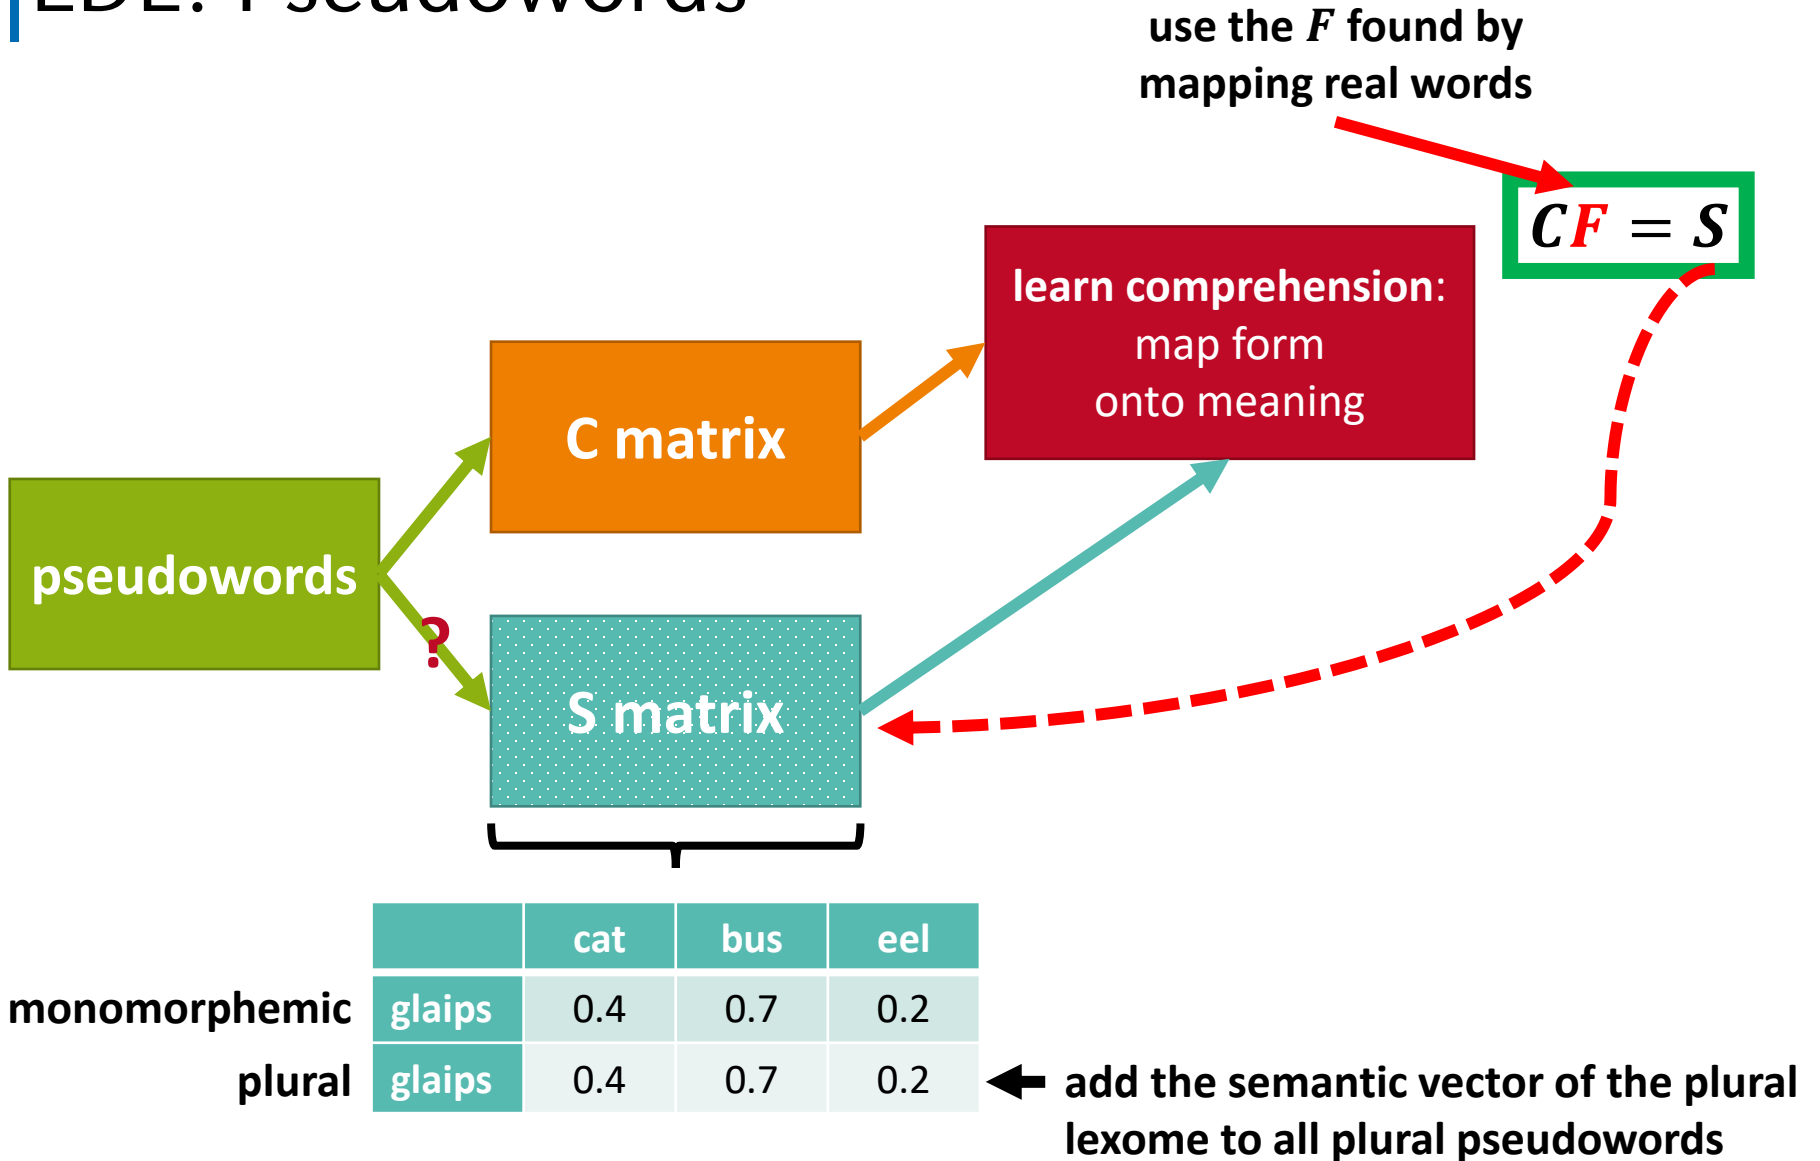 Pseudowords
use the F found by
mapping real words
CF = S
learn comprehension:
map form
onto meaning
C matrix
pseudowords
?
S matrix
cat bus eel
monomorphemic glaips 0.4 0.7 0.2
plural glaips 0.4 0.7 0.2
add the semantic vector of the plural
lexome to all plural pseudowords